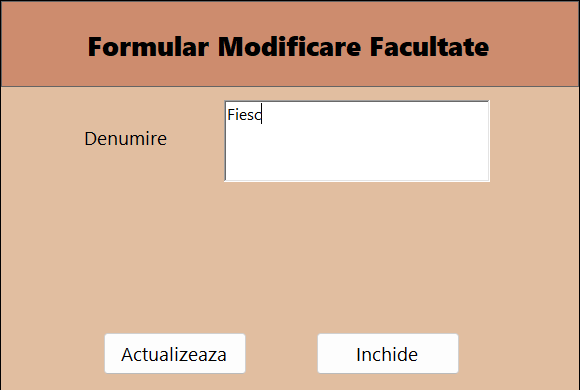 Formular Modificare Facultate
Denumire
Fiesc
Actualizeaza
Inchide